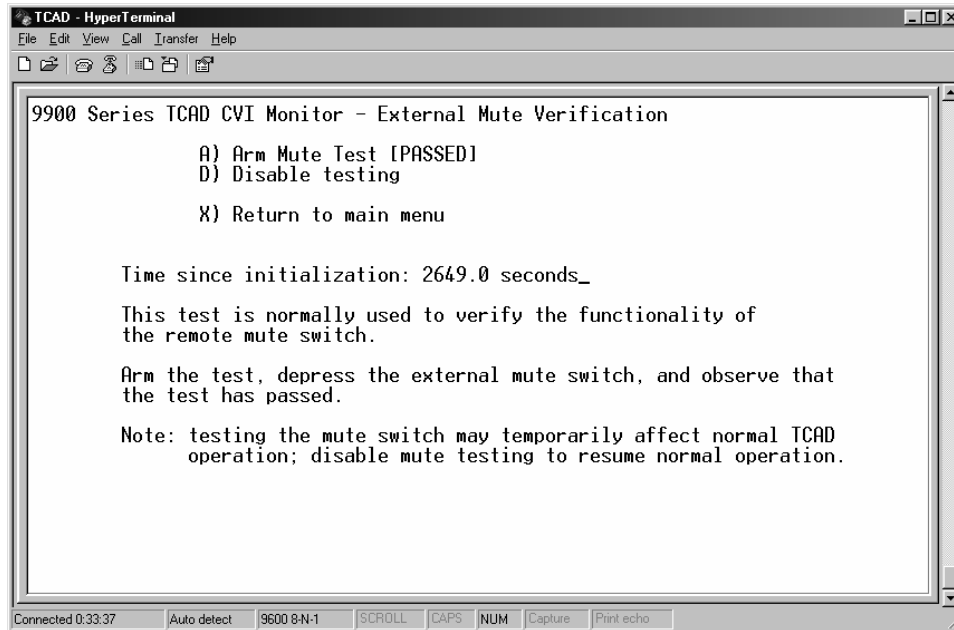 TCAD - HyperTerminal
File Edit View Call Transfer Help
9900 Series TCAD CVI Monitor - External Mute Verification
A) Arm Mute Test [PASSED]
D) Disable testing
X) Return to main menu
Time since initialization: 2649.0 seconds_
This test is normally used to verify the functionality of
the remote mute switch.
Arm the test, depress the external mute switch, and observe that
the test has passed.
Note: testing the mute switch may temporarily affect normal TCAD
operation; disable mute testing to resume normal operation.
Connected 0:33:37 Auto detect 9600 8-N-1 SCROLL CAPS NUM Capture Print echo